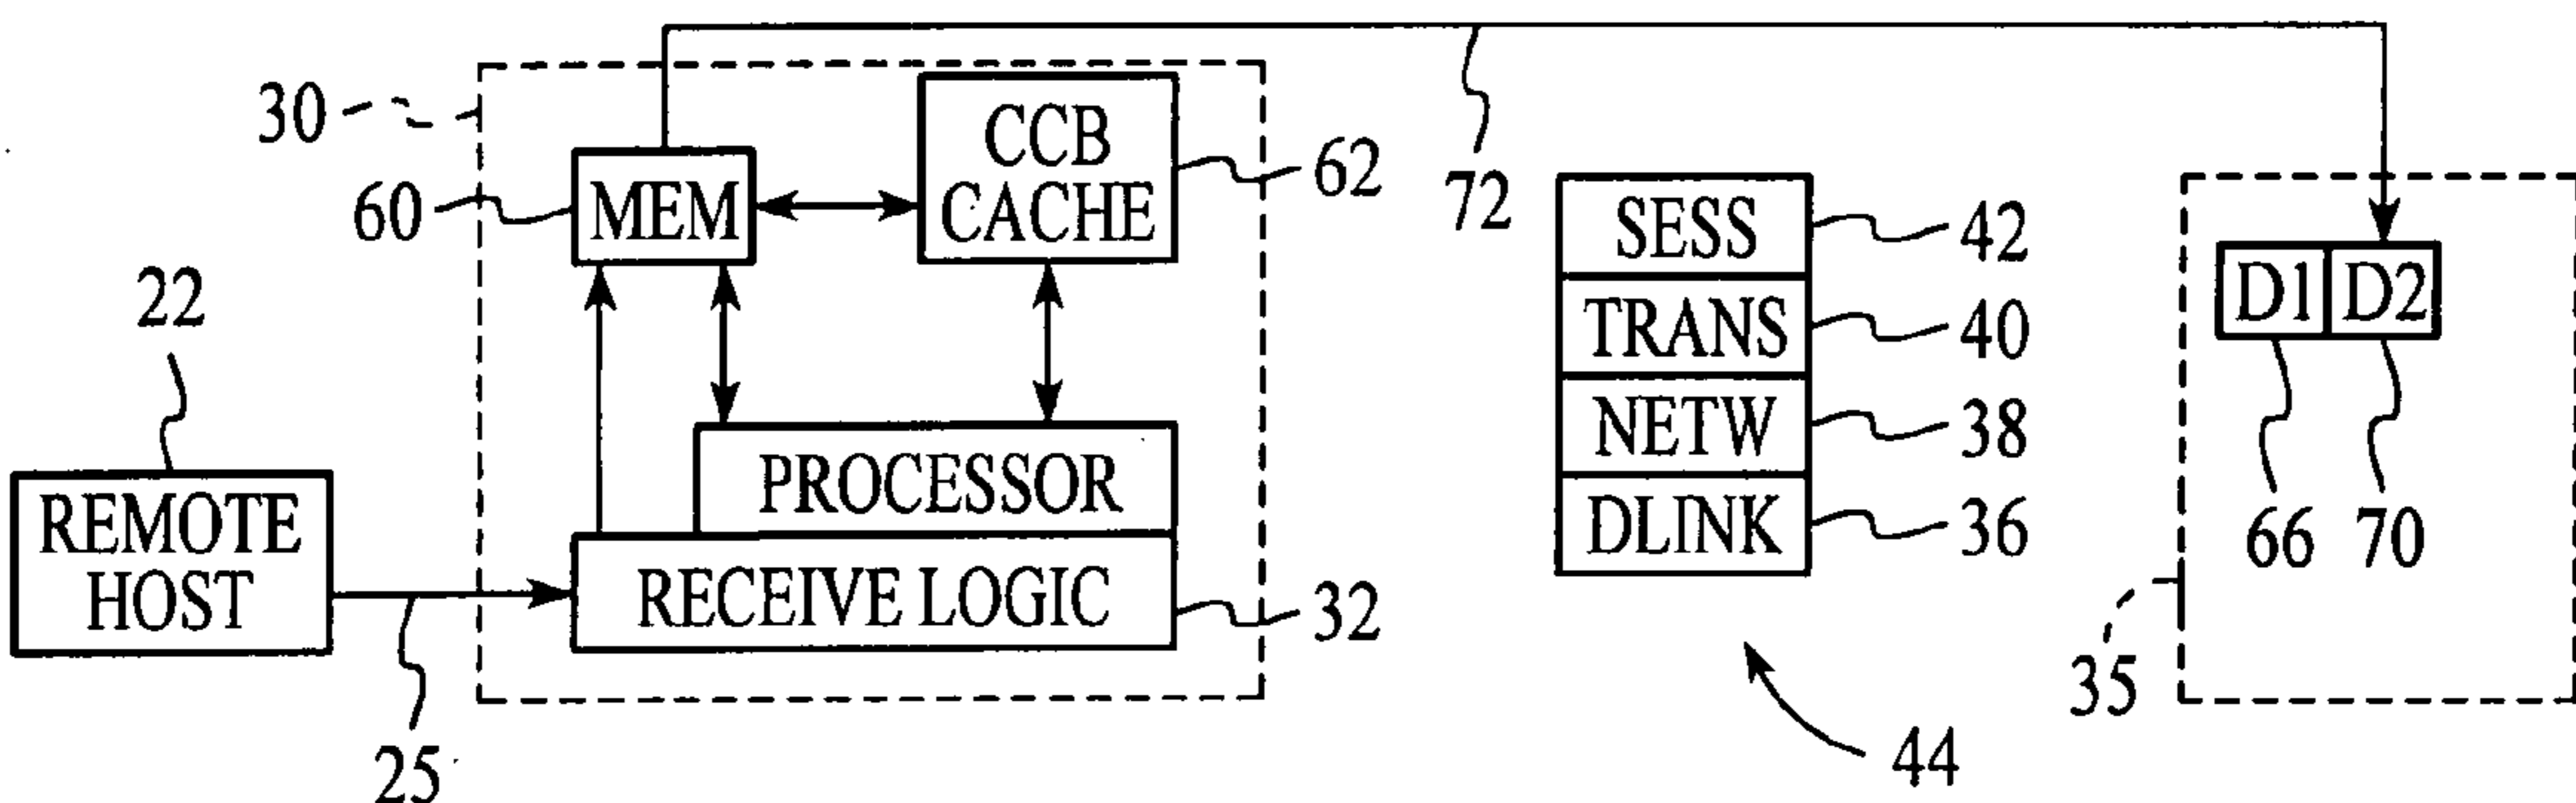 30
60
MEM
CCB
CACHE
62
72
22
REMOTE
HOST
25
PROCESSOR
RECEIVE LOGIC
32
SESS
42
TRANS
40
NETW
38
DLINK
36
44
D1
D2
66
70
35